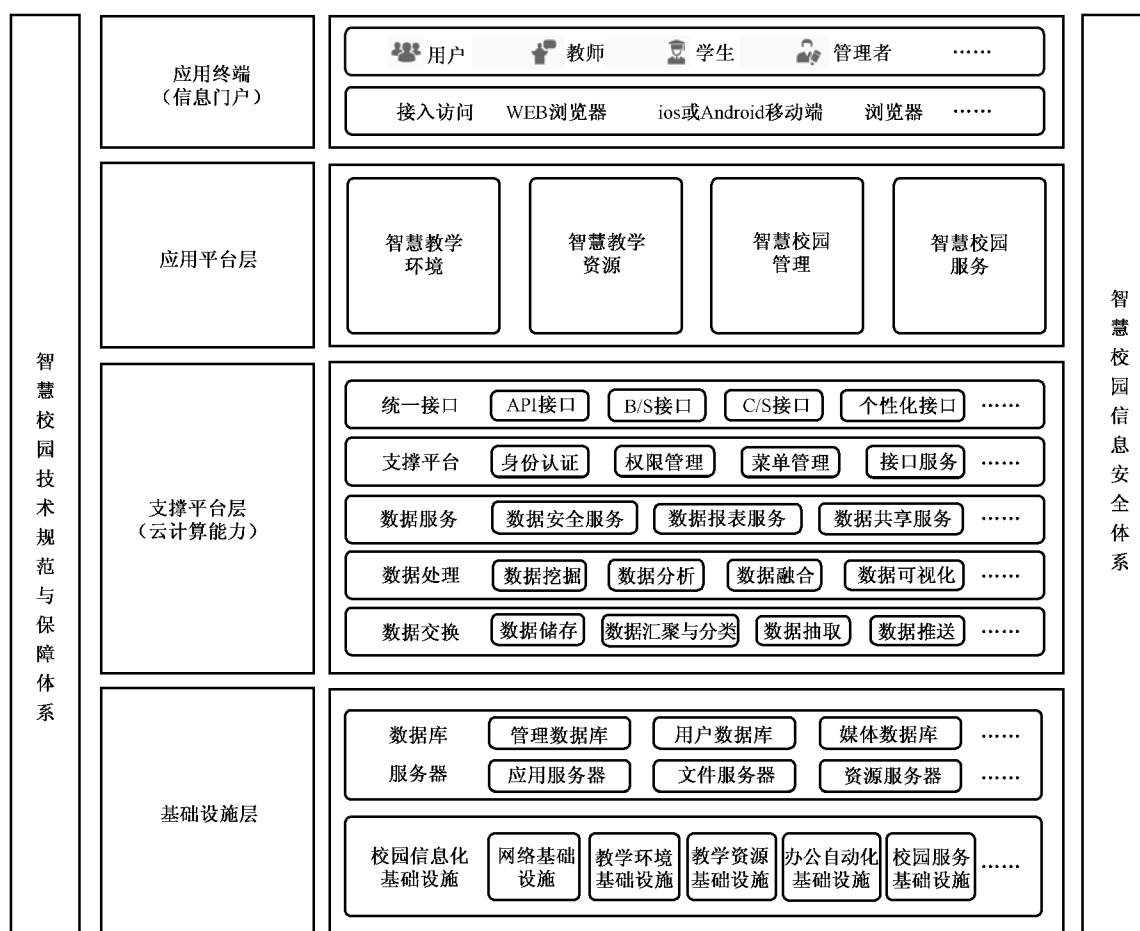 智慧校园技术规范与保障体系
应用终端
（信息门户）
用户 教师 学生 管理者 ……
接入访问 WEB浏览器 ios或Android移动端 浏览器 ……
应用平台层
智慧教学
环境
智慧教学
资源
智慧校园
管理
智慧校园
服务
支撑平台层
（云计算能力）
统一接口 API接口 B/S接口 C/S接口 个性化接口 ……
支撑平台 身份认证 权限管理 菜单管理 接口服务 ……
数据服务 数据安全服务 数据报表服务 数据共享服务 ……
数据处理 数据挖掘 数据分析 数据融合 数据可视化 ……
数据交换 数据储存 数据汇聚与分类 数据抽取 数据推送 ……
基础设施层
数据库 管理数据库 用户数据库 媒体数据库 ……
服务器 应用服务器 文件服务器 资源服务器 ……
校园信息化
基础设施
网络基础
设施
教学环境
基础设施
教学资源
基础设施
办公自动化
基础设施
校园服务
基础设施
……
智慧校园信息安全体系